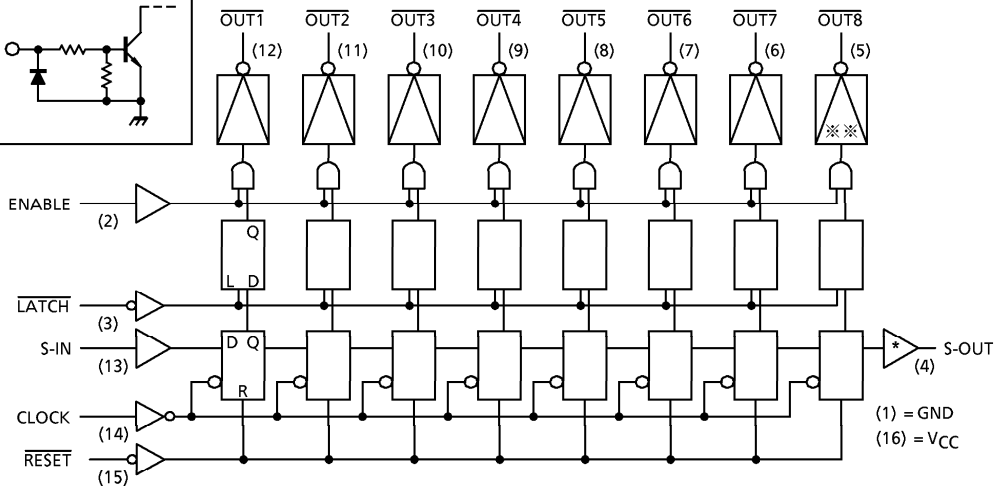 OUT1 OUT2 OUT3 OUT4 OUT5 OUT6 OUT7 OUT8
(12) (11) (10) (9) (8) (7) (6) (5)
※ ※
ENABLE
(2)
Q
L D
LATCH
(3)
S-IN
(13)
D Q
R
* S-OUT
(4)
CLOCK
(14)
(1) = GND
(16) = VCC
RESET
(15)